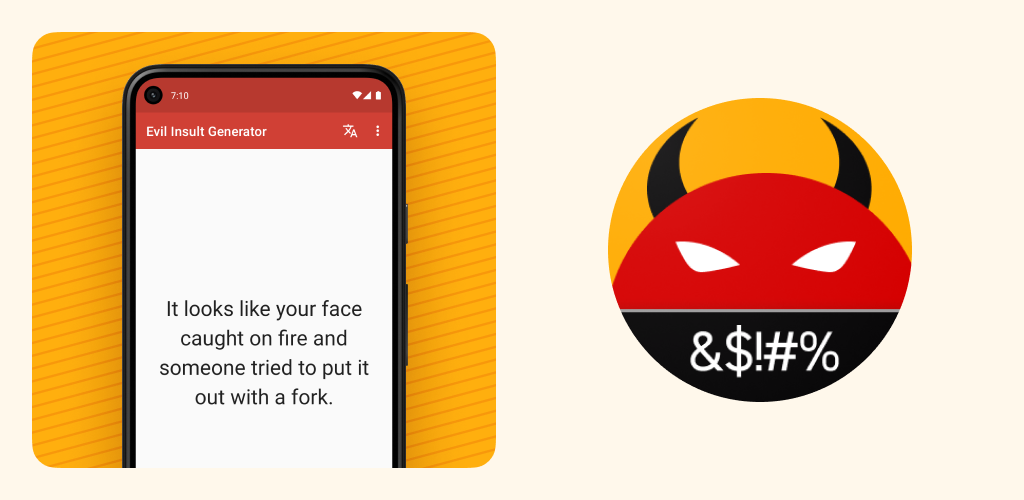 7:10
Evil Insult Generator
It looks like your face
caught on fire and
someone tried to put it
out with a fork.
&$!#%